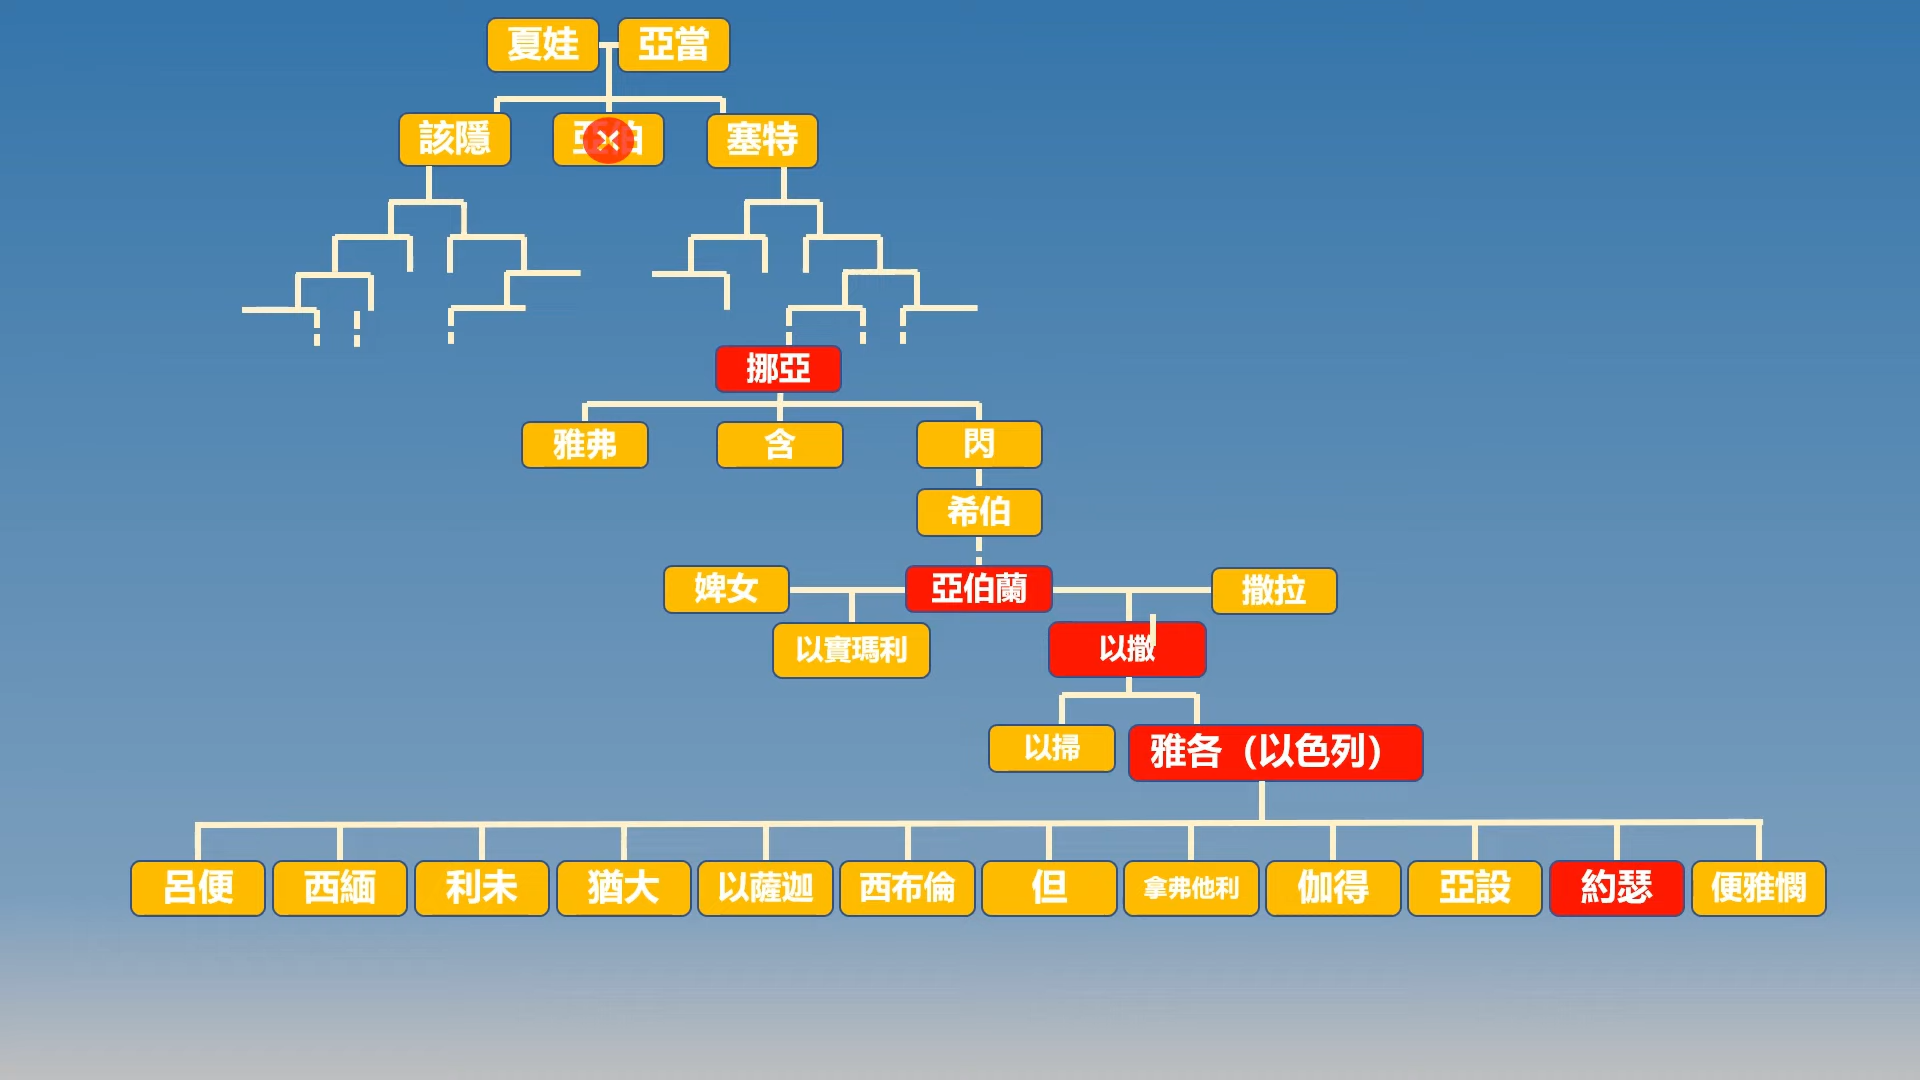 夏娃
亞當
該隱
亞伯
塞特
挪亞
雅弗
含
閃
希伯
婢女
亞伯蘭
撒拉
以實瑪利
以撒
以掃
雅各（以色列）
呂便
西緬
利未
猶大
以薩迦
西布倫
但
拿弗他利
伽得
亞設
約瑟
便雅憫